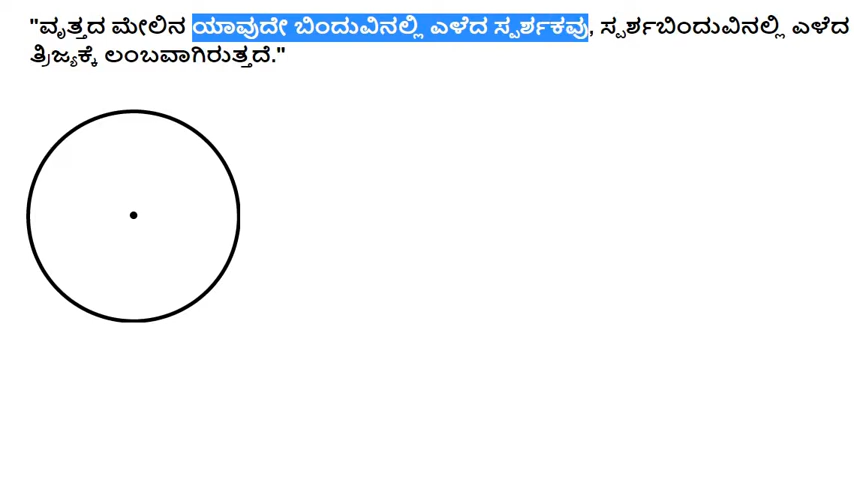 "ವೃತ್ತದ ಮೇಲಿನ ಯಾವುದೇ ಬಿಂದುವಿನಲ್ಲಿ ಎಳೆದ ಸ್ಪರ್ಶಕವು, ಸ್ಪರ್ಶಬಿಂದುವಿನಲ್ಲಿ ಎಳೆದ
ತ್ರಿಜ್ಯಕ್ಕೆ ಲಂಬವಾಗಿರುತ್ತದೆ."